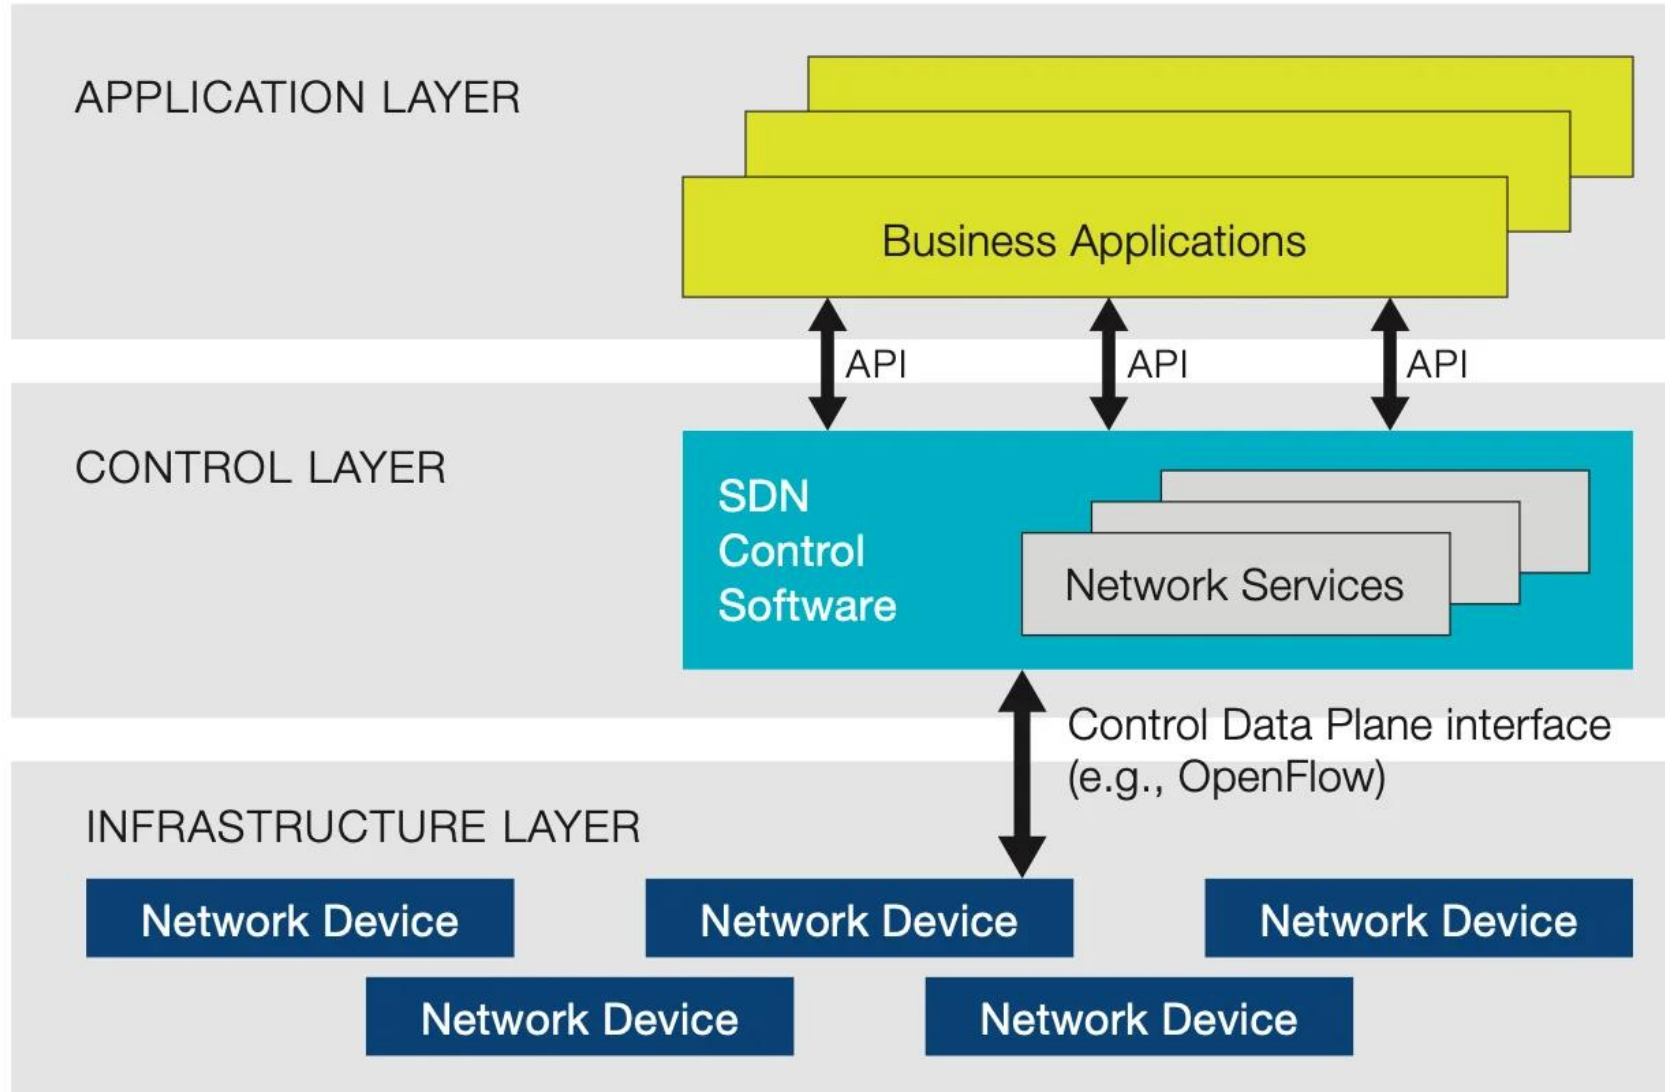 APPLICATION LAYER
Business Applications
API
API
API
CONTROL LAYER
SDN
Control
Software
Network Services
Control Data Plane interface
(e.g., OpenFlow)
INFRASTRUCTURE LAYER
Network Device
Network Device
Network Device
Network Device
Network Device